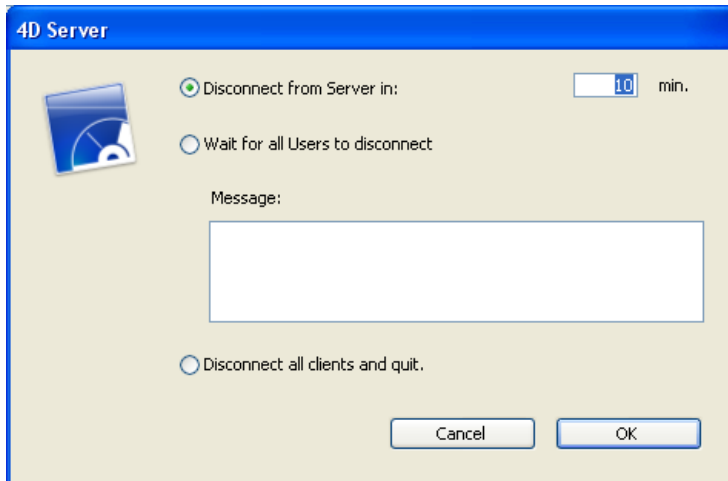 4D Server
Disconnect from Server in: 10 min.
Wait for all Users to disconnect
Message:
Disconnect all clients and quit.
Cancel OK